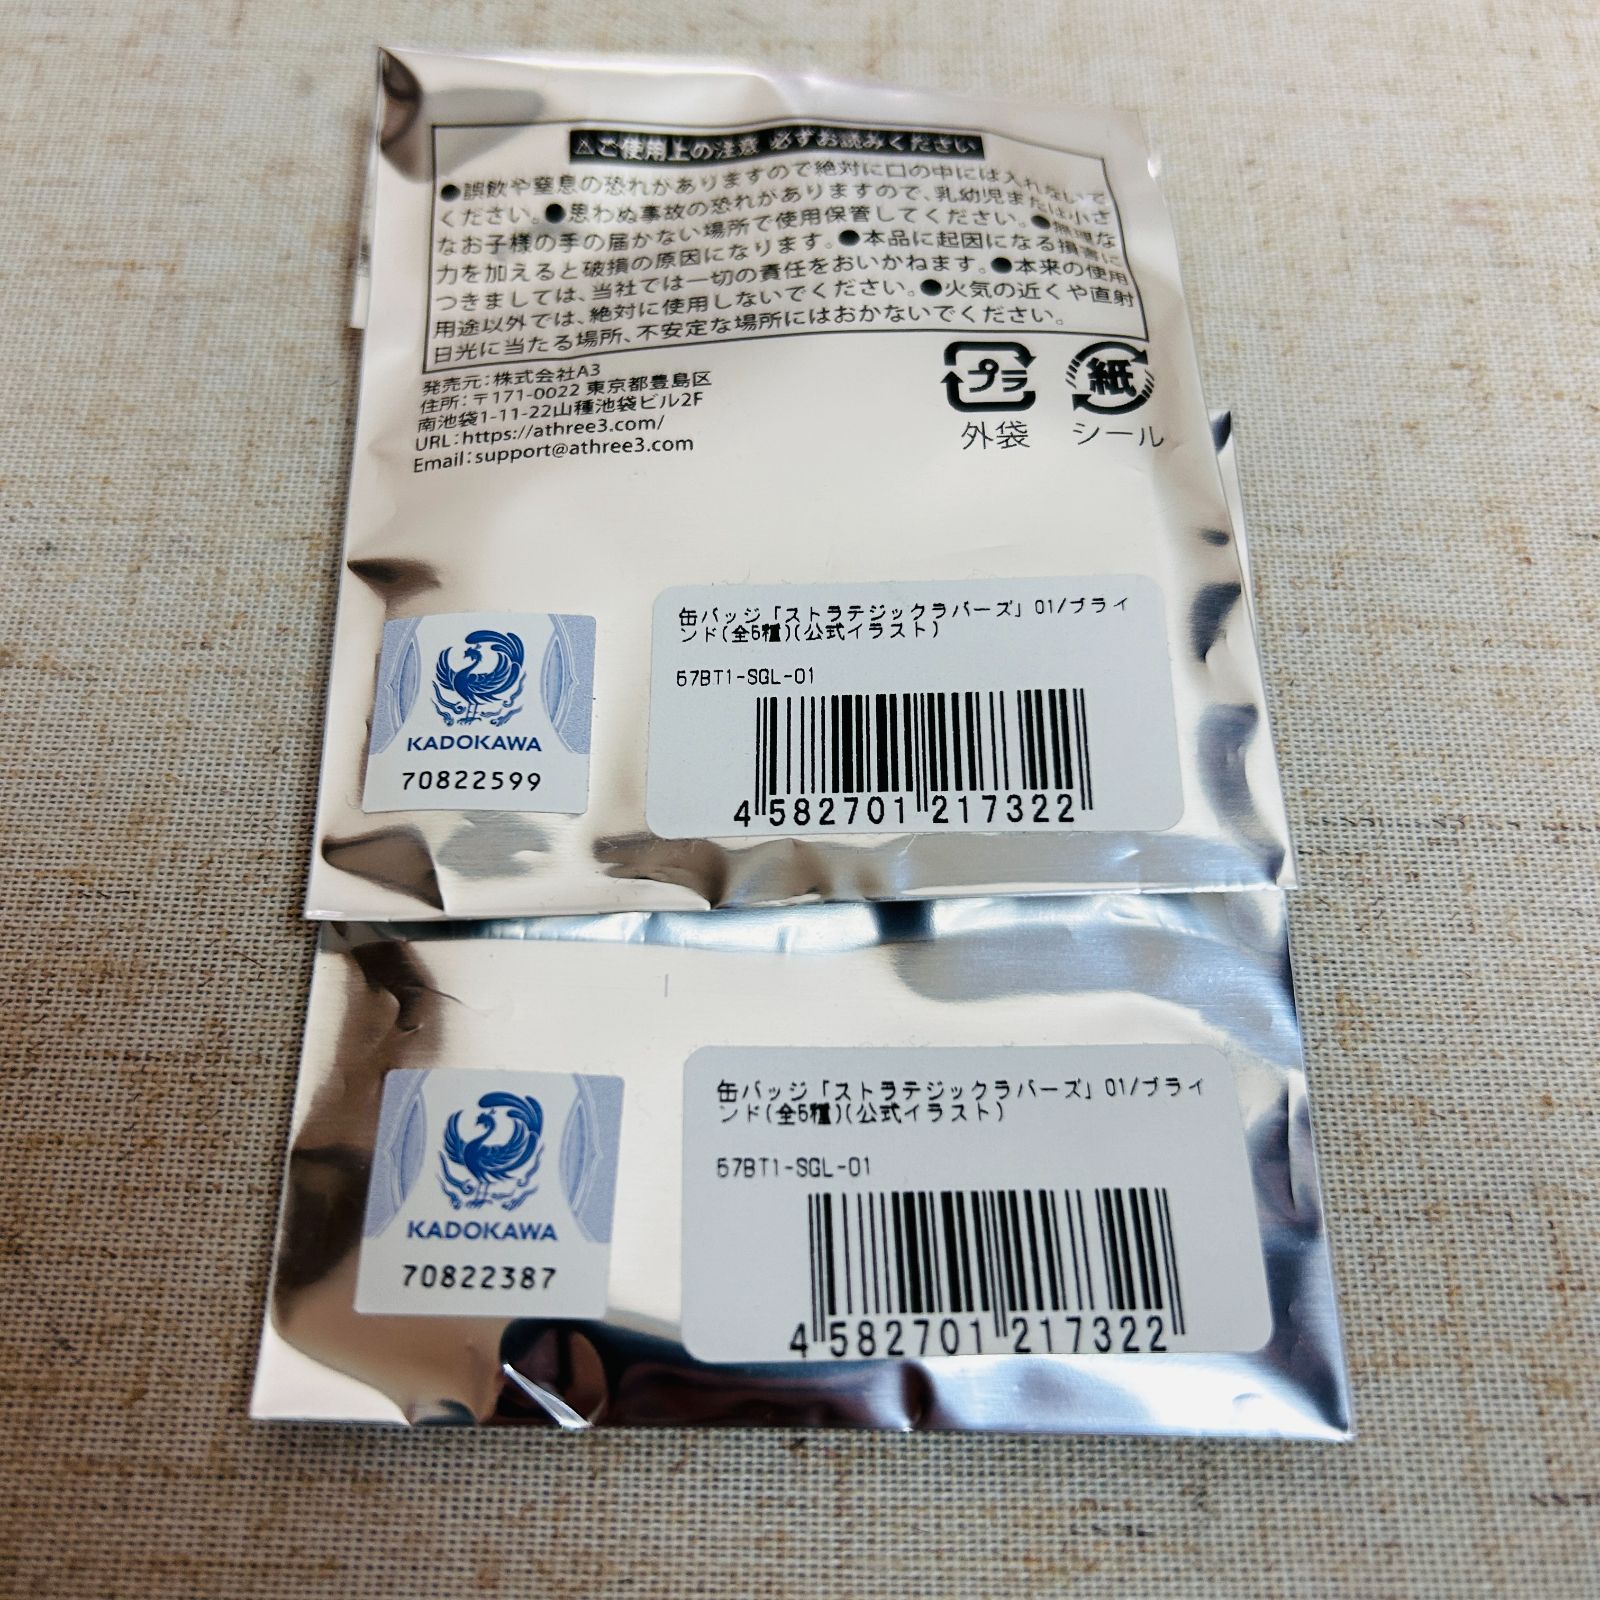 ⚠ご使用上の注意 必ずお読みください
●誤飲や窒息の恐れがありますので絶対に口の中には入れないで
ください。●思わぬ事故の恐れがありますので、乳幼児または小さ
なお子様の手の届かない場所で使用保管してください。●無理な
力を加えると破損の原因になります。●本品に起因になる損害に
つきましては、当社では一切の責任をおいかねます。●本来の使用
用途以外では、絶対に使用しないでください。●火気の近くや直射
日光に当たる場所、不安定な場所にはおかないでください。
発売元:株式会社A3
住所:〒171-0022 東京都豊島区
南池袋1-11-22山種池袋ビル2F
URL:https://athree3.com/
Email:support@athree3.com
プラ
外袋
紙
シール
KADOKAWA
70822599
缶バッジ「ストラテジックラバーズ」01/ブライ
ンド(全5種)(公式イラスト)
57BT1-SGL-01
4582701217322
KADOKAWA
70822387
缶バッジ「ストラテジックラバーズ」01/ブライ
ンド(全5種)(公式イラスト)
57BT1-SGL-01
4582701217322